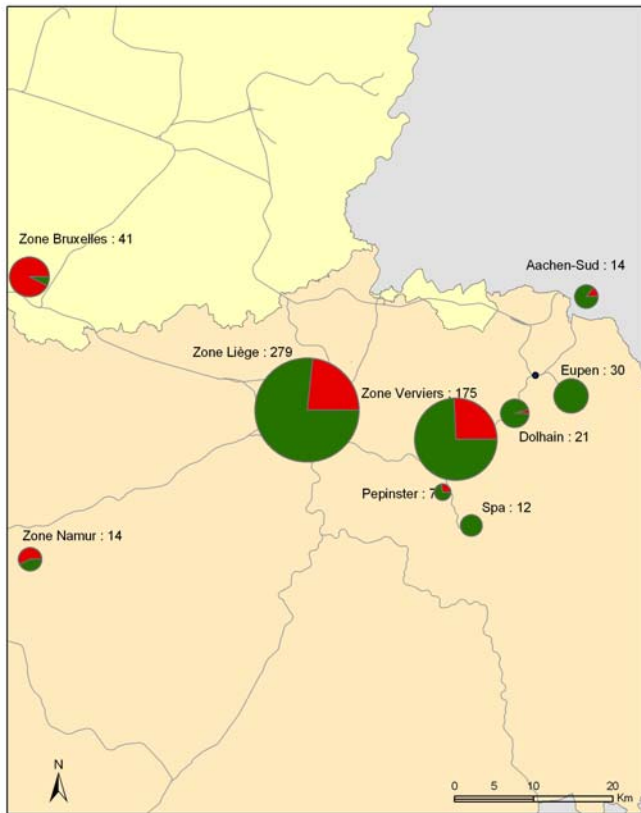 Zone Bruxelles : 41
Aachen-Sud : 14
Zone Liège : 279
Eupen : 30
Zone Verviers : 175
Dolhain : 21
Pepinster : 7
Spa : 12
Zone Namur : 14
N
0 5 10 20
Km